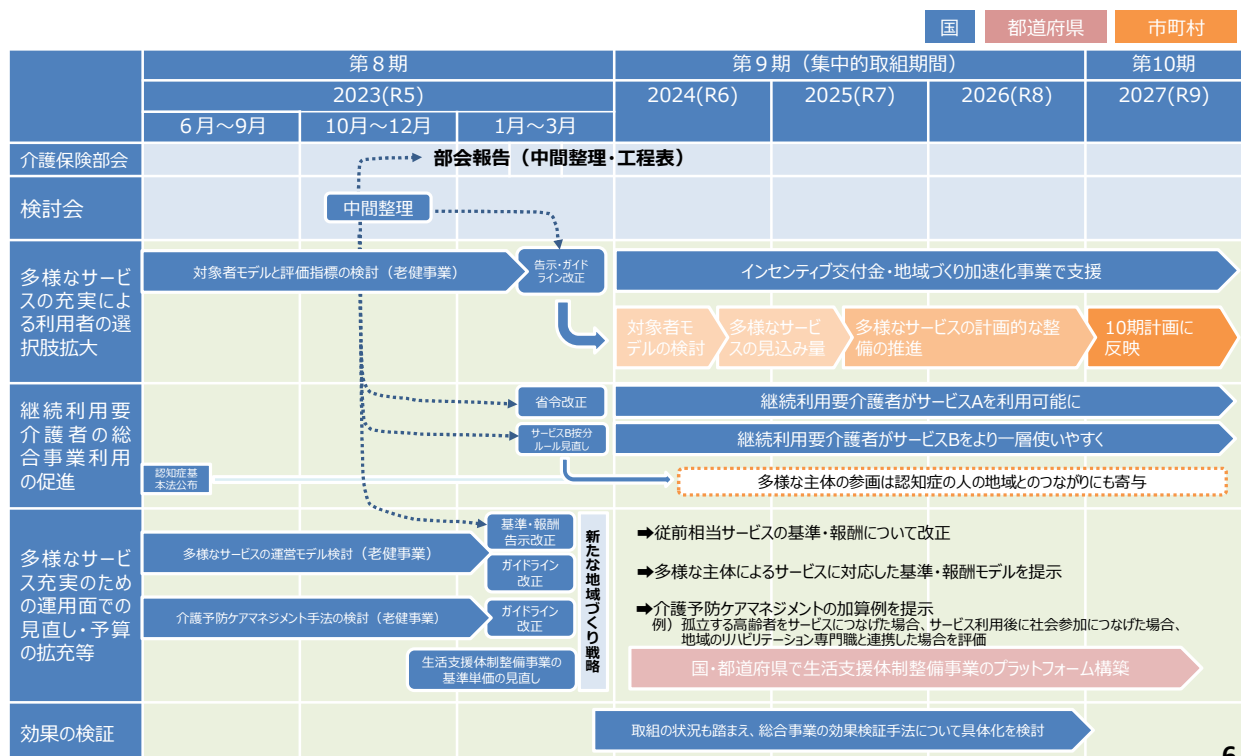 国 都道府県 市町村
第８期 第９期（集中的取組期間） 第10期
2023(R5) 2024(R6) 2025(R7) 2026(R8) 2027(R9)
６月～９月 10月～12月 1月～3月
介護保険部会
部会報告（中間整理・工程表）
検討会
中間整理
多様なサービ
スの充実によ
る利用者の選
択肢拡大
対象者モデルと評価指標の検討（老健事業）
告示・ガイド
ライン改正
インセンティブ交付金・地域づくり加速化事業で支援
対象者モ
デルの検討
多様なサービ
スの見込み量
多様なサービスの計画的な整
備の推進
10期計画に
反映
継続利用要
介護者の総
合事業利用
の促進
省令改正
継続利用要介護者がサービスAを利用可能に
サービスB按分
ルール見直し
継続利用要介護者がサービスBをより一層使いやすく
認知症基
本法公布
多様な主体の参画は認知症の人の地域とのつながりにも寄与
多様なサービ
ス充実のため
の運用面での
見直し・予算
の拡充等
多様なサービスの運営モデル検討（老健事業）
基準・報酬
告示改正
ガイドライン
改正
介護予防ケアマネジメント手法の検討（老健事業）
ガイドライン
改正
生活支援体制整備事業の
基準単価の見直し
新たな地域づくり戦略
➡従前相当サービスの基準・報酬について改正
➡多様な主体によるサービスに対応した基準・報酬モデルを提示
➡介護予防ケアマネジメントの加算例を提示
例）孤立する高齢者をサービスにつなげた場合、サービス利用後に社会参加につなげた場合、
地域のリハビリテーション専門職と連携した場合を評価
国・都道府県で生活支援体制整備事業のプラットフォーム構築
効果の検証
取組の状況も踏まえ、総合事業の効果検証手法について具体化を検討
6